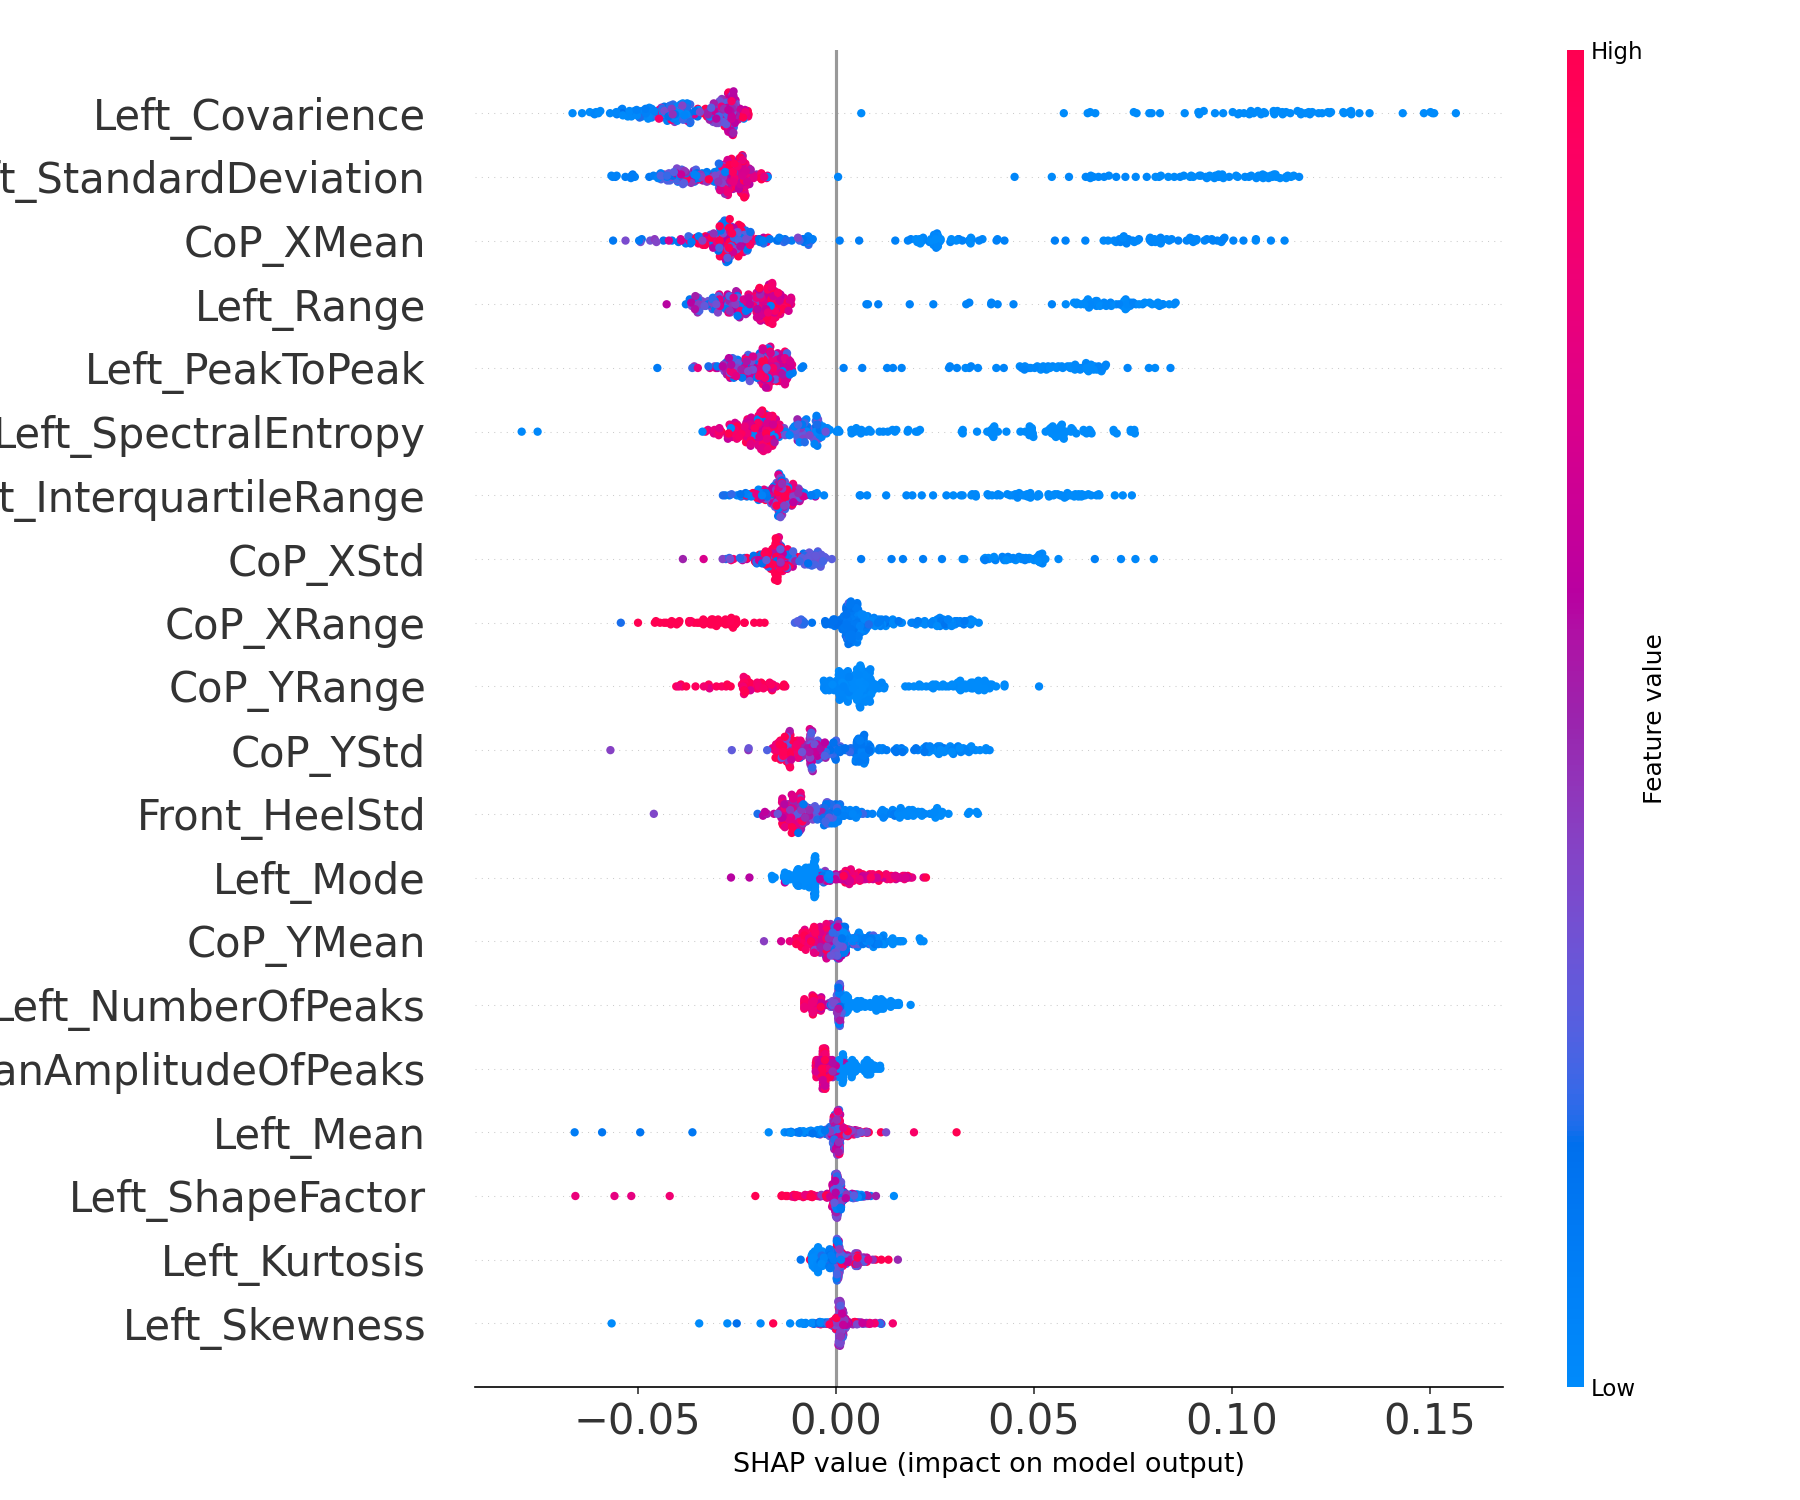 High
Left_Covarience
t_StandardDeviation
CoP_XMean
Left_Range
Left_PeakToPeak
Left_SpectralEntropy
t_InterquartileRange
CoP_XStd
CoP_XRange
CoP_YRange
CoP_YStd
Front_HeelStd
Left_Mode
CoP_YMean
Left_NumberOfPeaks
anAmplitudeOfPeaks
Left_Mean
Left_ShapeFactor
Left_Kurtosis
Left_Skewness
Feature value
Low
−0.05 0.00 0.05 0.10 0.15
SHAP value (impact on model output)